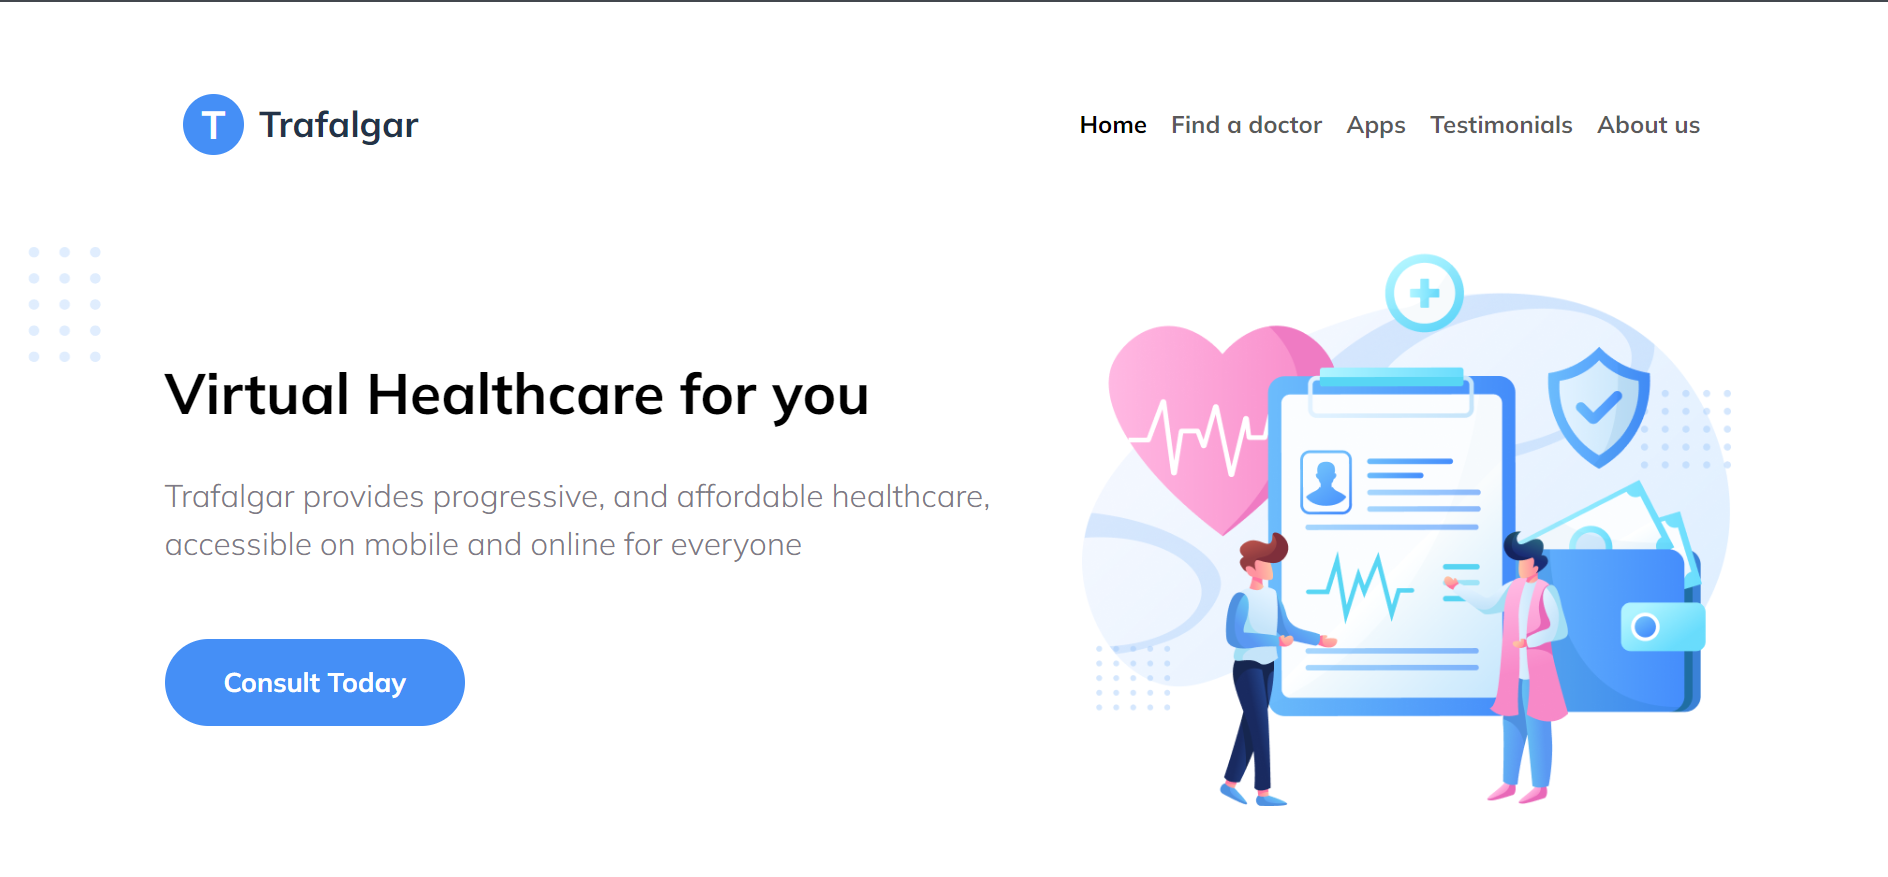 T Trafalgar
Home Find a doctor Apps Testimonials About us
Virtual Healthcare for you
Trafalgar provides progressive, and affordable healthcare,
accessible on mobile and online for everyone
Consult Today